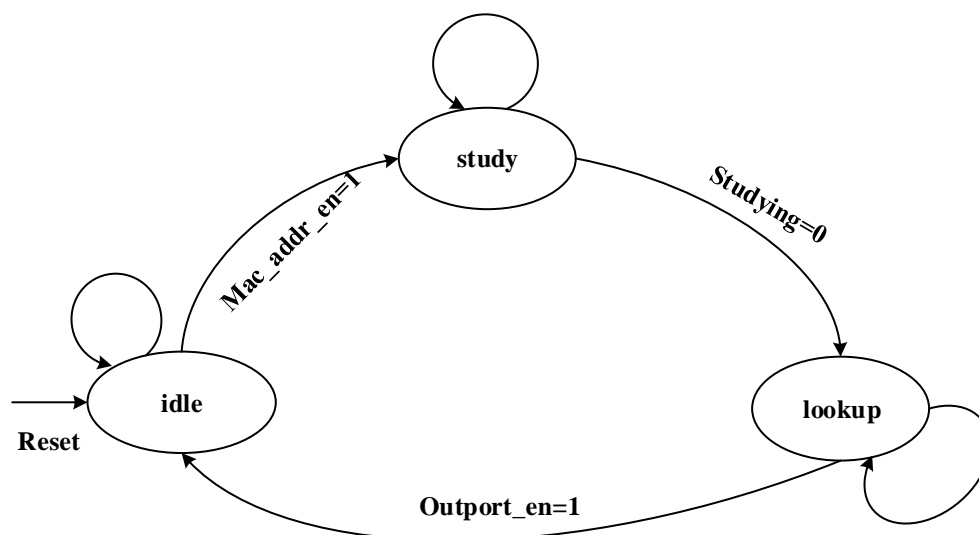 study
Studying=0
Mac_addr_en=1
idle
lookup
Reset
Outport_en=1